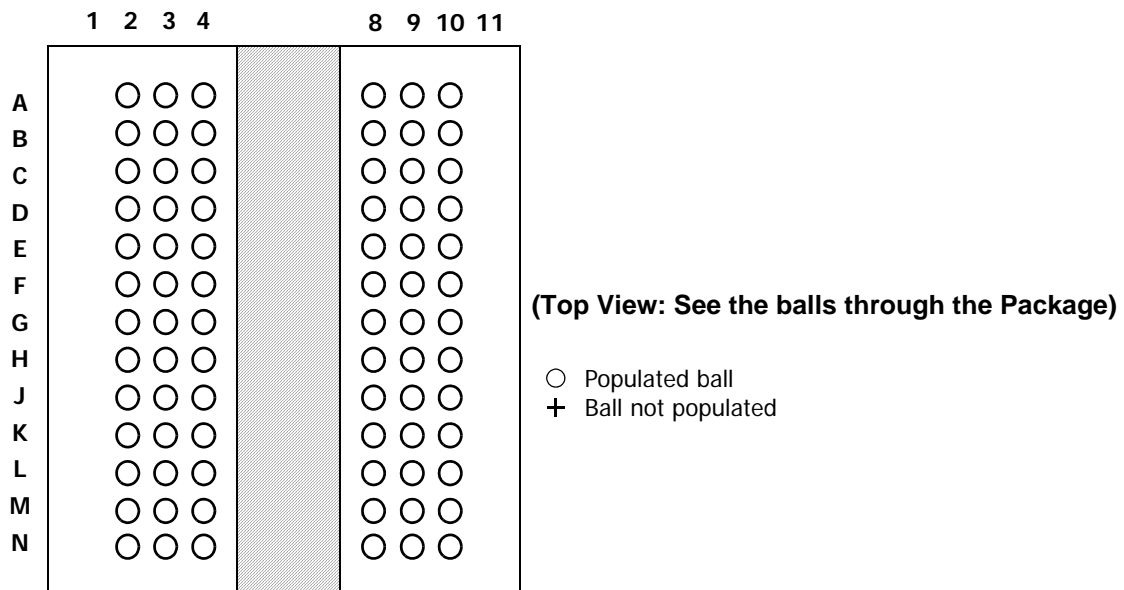 1 2 3 4 8 9 10 11
A
B
C
D
E
F
G
H
J
K
L
M
N
(Top View: See the balls through the Package)
Populated ball
Ball not populated